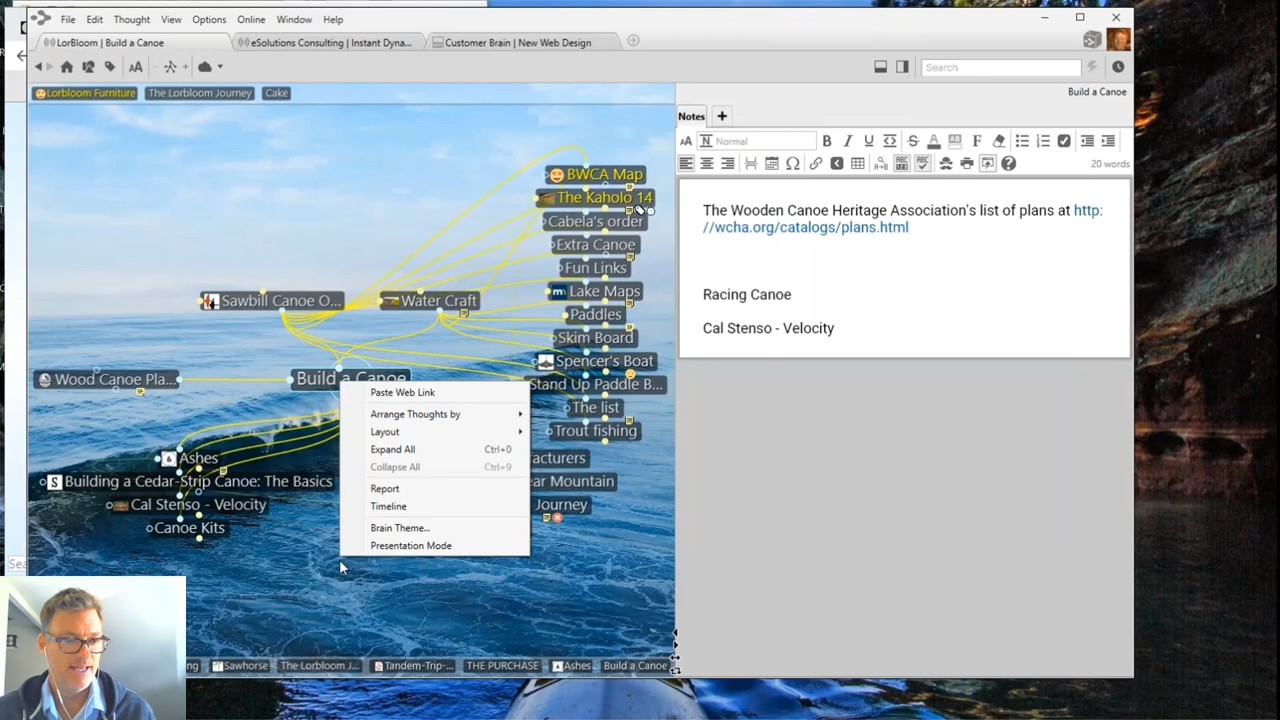 File Edit Thought View Options Online Window Help
LorBloom | Build a Canoe
eSolutions Consulting | Instant Dyna...
Customer Brain | New Web Design
Search
Lorbloom Furniture
The Lorbloom Journey
Cake
Build a Canoe
Notes
Normal
20 words
The Wooden Canoe Heritage Association's list of plans at http:
//wcha.org/catalogs/plans.html
Racing Canoe
Cal Stenso - Velocity
BWCA Map
The Kaholo 14
Cabela's order
Extra Canoe
Fun Links
Lake Maps
Paddles
Skim Board
Spencer's Boat
Stand Up Paddle B...
The list
Trout fishing
Sawbill Canoe O...
Water Craft
Wood Canoe Pla...
Build a Canoe
Paste Web Link
Arrange Thoughts by
Layout
Expand All Ctrl+0
Collapse All Ctrl+9
Report
Timeline
Brain Theme...
Presentation Mode
acturers
ear Mountain
Journey
Ashes
Building a Cedar-Strip Canoe: The Basics
Cal Stenso - Velocity
Canoe Kits
Sea
ng
Sawhorse
The Lorbloom J...
Tandem-Trip-...
THE PURCHASE
Ashes
Build a Canoe